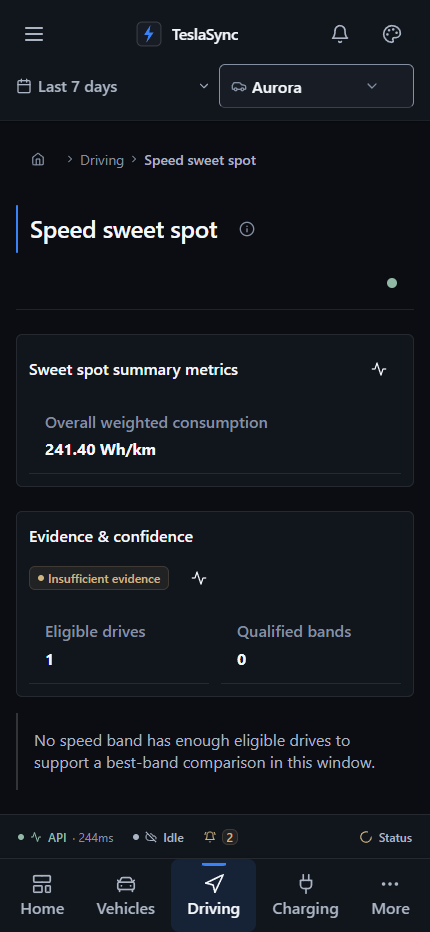 TeslaSync
Last 7 days
Aurora
Driving
Speed sweet spot
Speed sweet spot
Sweet spot summary metrics
Overall weighted consumption
241.40 Wh/km
Evidence & confidence
Insufficient evidence
Eligible drives Qualified bands
1 0
No speed band has enough eligible drives to
support a best-band comparison in this window.
API · 244ms Idle 2 Status
Home Vehicles Driving Charging More